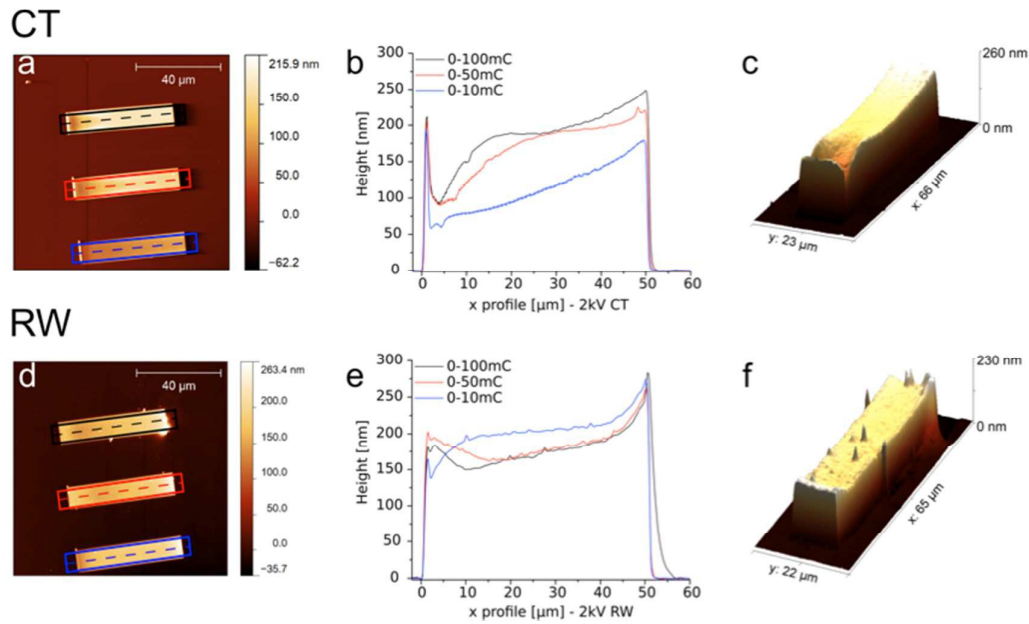 CT
a
40 µm
215.9 nm
150.0
100.0
50.0
0.0
−62.2
b
300
250
200
150
100
50
0
Height [nm]
0-100mC
0-50mC
0-10mC
0 10 20 30 40 50 60
x profile [µm] - 2kV CT
c
260 nm
0 nm
x: 66 µm
y: 23 µm
RW
d
40 µm
263.4 nm
200.0
150.0
100.0
50.0
0.0
−35.7
e
300
250
200
150
100
50
0
Height [nm]
0-100mC
0-50mC
0-10mC
0 10 20 30 40 50 60
x profile [µm] - 2kV RW
f
230 nm
0 nm
x: 65 µm
y: 22 µm